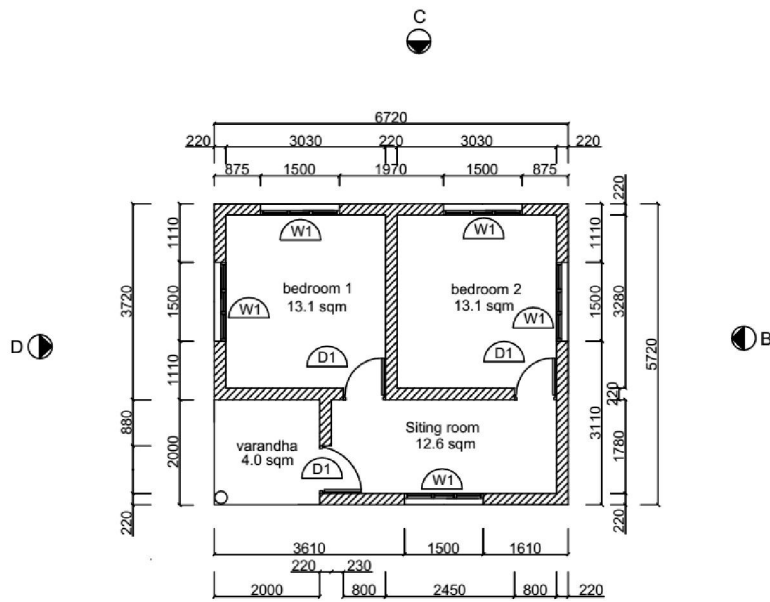 C
6720
220 3030 220 3030 220
875 1500 1970 1500 875
220
1110
1110
W1
W1
3720
1500
bedroom 1
13.1 sqm
bedroom 2
13.1 sqm
1500
3280
5720
W1
W1
D
B
1110
D1
D1
220
880
2000
varandha
4.0 sqm
Siting room
12.6 sqm
3110
1780
D1
W1
220
220
3610 1500 1610
220 230
2000 800 2450 800 220